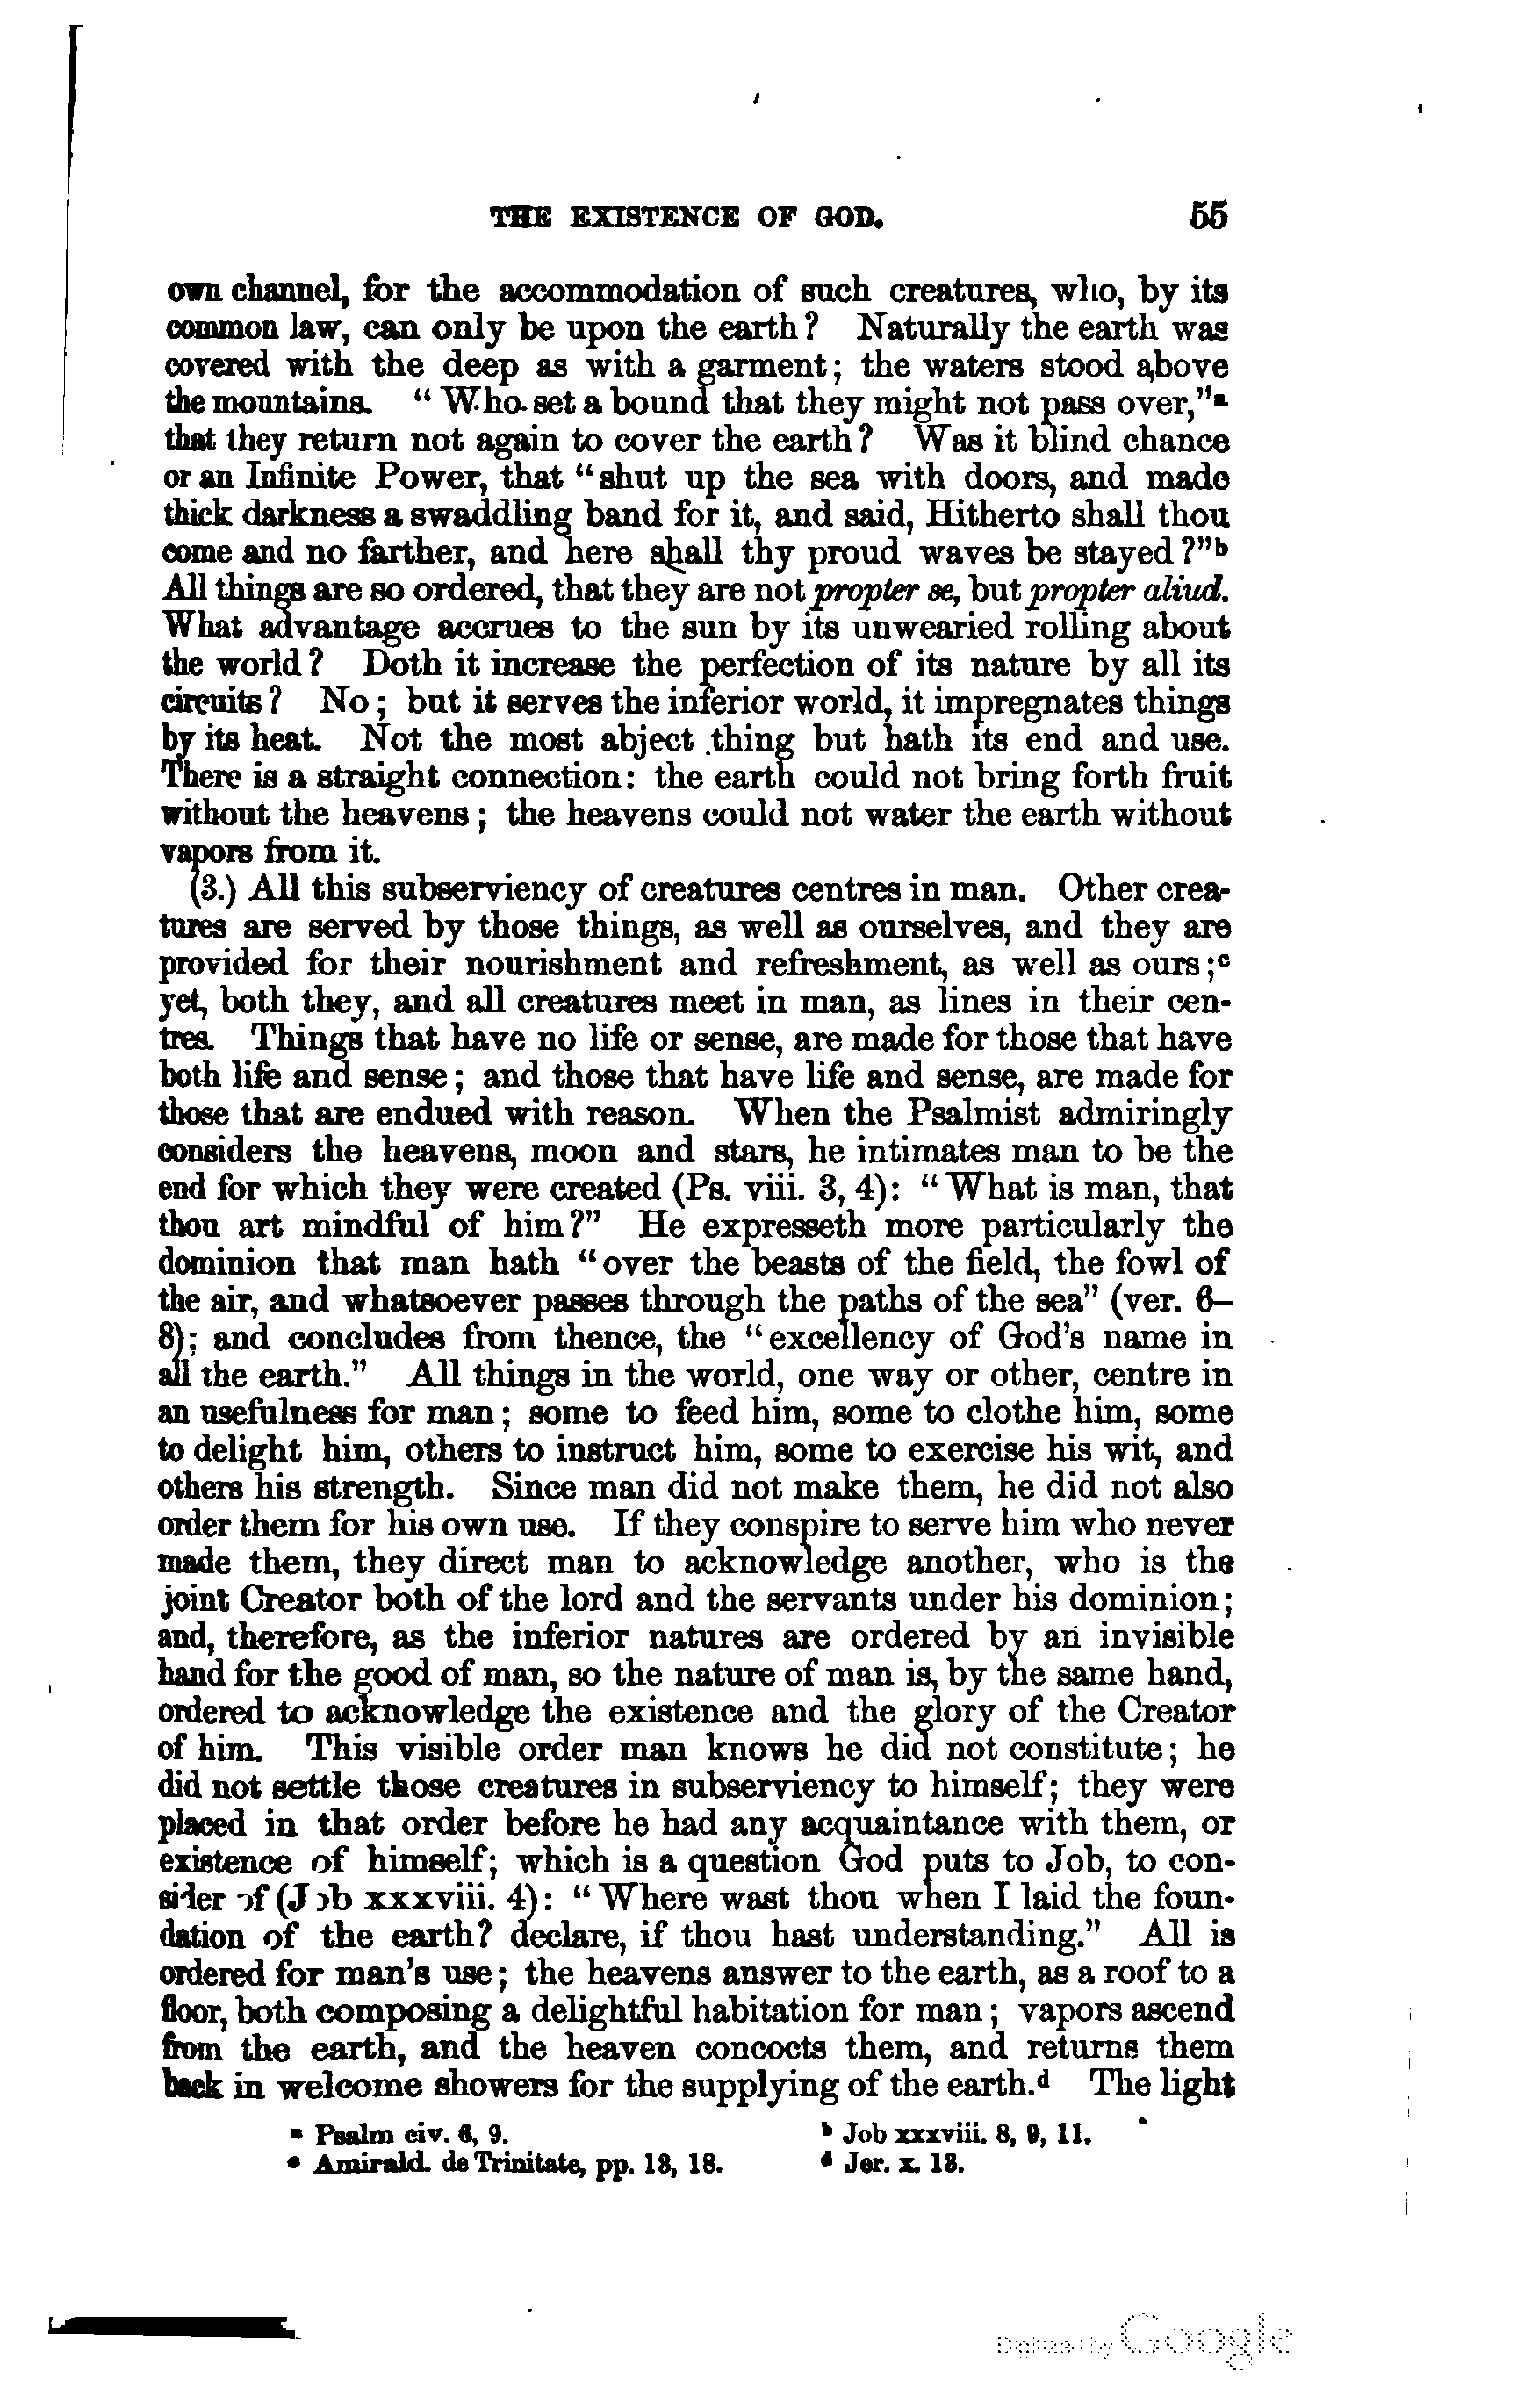 THE EXISTENCE OF GOD. 55
own channel, for the accommodation of such creatures, who, by its
common law, can only be upon the earth? Naturally the earth was
covered with the deep as with a garment; the waters stood above
the mountains. "Who set a bound that they might not pass over,"a
that they return not again to cover the earth? Was it blind chance
or an Infinite Power, that "shut up the sea with doors, and made
thick darkness a swaddling band for it, and said, Hitherto shall thou
come and no farther, and here shall thy proud waves be stayed?"b
All things are so ordered, that they are not propter se, but propter aliud.
What advantage accrues to the sun by its unwearied rolling about
the world? Doth it increase the perfection of its nature by all its
circuits? No; but it serves the inferior world, it impregnates things
by its heat. Not the most abject thing but hath its end and use.
There is a straight connection: the earth could not bring forth fruit
without the heavens; the heavens could not water the earth without
vapors from it.
(3.) All this subserviency of creatures centres in man. Other crea-
tures are served by those things, as well as ourselves, and they are
provided for their nourishment and refreshment, as well as ours;c
yet, both they, and all creatures meet in man, as lines in their cen-
tres. Things that have no life or sense, are made for those that have
both life and sense; and those that have life and sense, are made for
those that are endued with reason. When the Psalmist admiringly
considers the heavens, moon and stars, he intimates man to be the
end for which they were created (Ps. viii. 3, 4): "What is man, that
thou art mindful of him?" He expresseth more particularly the
dominion that man hath "over the beasts of the field, the fowl of
the air, and whatsoever passes through the paths of the sea" (ver. 6–
8); and concludes from thence, the "excellency of God's name in
all the earth." All things in the world, one way or other, centre in
an usefulness for man; some to feed him, some to clothe him, some
to delight him, others to instruct him, some to exercise his wit, and
others his strength. Since man did not make them, he did not also
order them for his own use. If they conspire to serve him who never
made them, they direct man to acknowledge another, who is the
joint Creator both of the lord and the servants under his dominion;
and, therefore, as the inferior natures are ordered by an invisible
hand for the good of man, so the nature of man is, by the same hand,
ordered to acknowledge the existence and the glory of the Creator
of him. This visible order man knows he did not constitute; he
did not settle those creatures in subserviency to himself; they were
placed in that order before he had any acquaintance with them, or
existence of himself; which is a question God puts to Job, to con-
sider of (Job xxxviii. 4): "Where wast thou when I laid the foun-
dation of the earth? declare, if thou hast understanding." All is
ordered for man's use; the heavens answer to the earth, as a roof to a
floor, both composing a delightful habitation for man; vapors ascend
from the earth, and the heaven concocts them, and returns them
back in welcome showers for the supplying of the earth.d The light
a Psalm civ. 6, 9. b Job xxxviii. 8, 9, 11.
c Amirald. de Trinitate, pp. 13, 18. d Jer. x. 13.
Digitized by Google